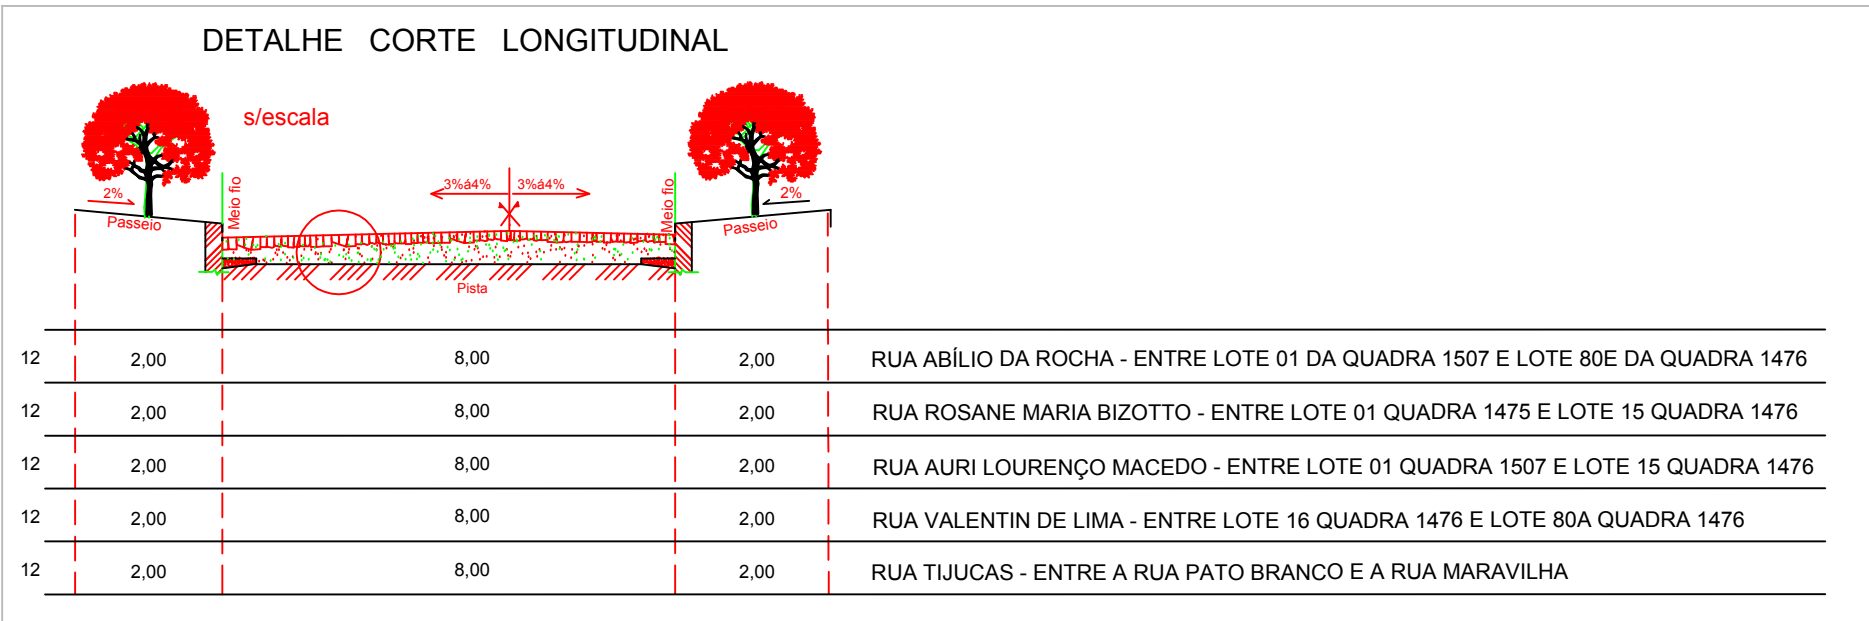 DETALHE CORTE LONGITUDINAL
s/escala
2%
Passeio
Meio fio
3%á4% 3%á4%
Meio fio
2%
Passeio
Pista
12 2,00 8,00 2,00 RUA ABÍLIO DA ROCHA - ENTRE LOTE 01 DA QUADRA 1507 E LOTE 80E DA QUADRA 1476
12 2,00 8,00 2,00 RUA ROSANE MARIA BIZOTTO - ENTRE LOTE 01 QUADRA 1475 E LOTE 15 QUADRA 1476
12 2,00 8,00 2,00 RUA AURI LOURENÇO MACEDO - ENTRE LOTE 01 QUADRA 1507 E LOTE 15 QUADRA 1476
12 2,00 8,00 2,00 RUA VALENTIN DE LIMA - ENTRE LOTE 16 QUADRA 1476 E LOTE 80A QUADRA 1476
12 2,00 8,00 2,00 RUA TIJUCAS - ENTRE A RUA PATO BRANCO E A RUA MARAVILHA